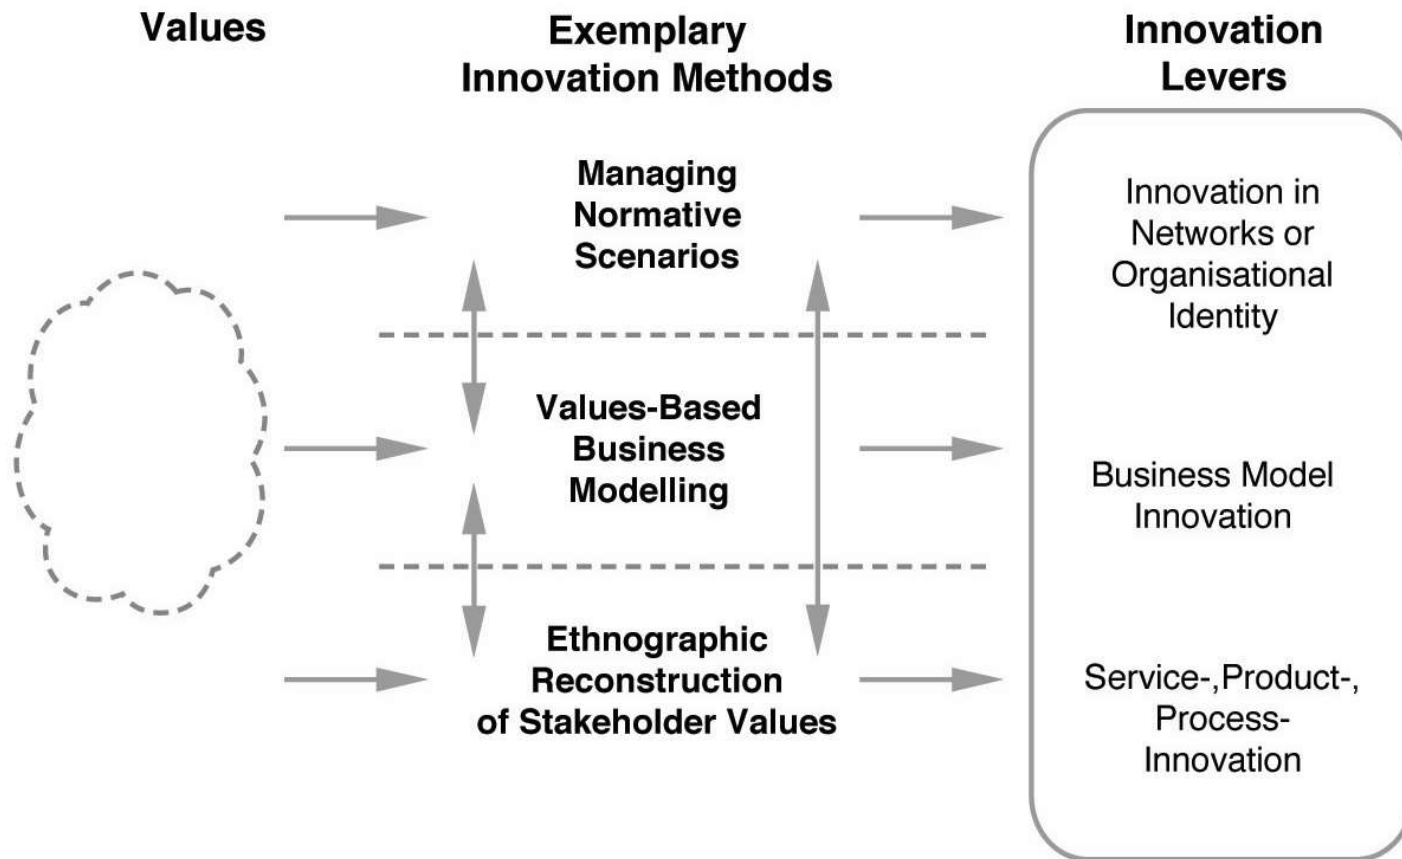 Values
Exemplary
Innovation Methods
Innovation
Levers
Managing
Normative
Scenarios
Innovation in
Networks or
Organisational
Identity
Values-Based
Business
Modelling
Business Model
Innovation
Ethnographic
Reconstruction
of Stakeholder Values
Service-,Product-,
Process-
Innovation